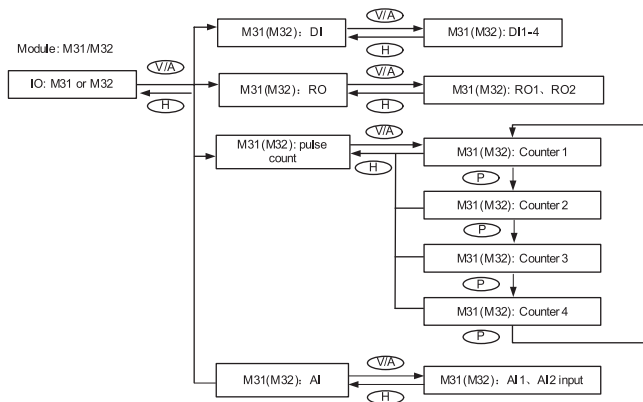 Module: M31/M32
IO: M31 or M32
V/A
H
M31(M32): DI
V/A
H
M31(M32): DI1-4
M31(M32): RO
V/A
H
M31(M32): RO1、RO2
M31(M32): pulse
count
V/A
H
M31(M32): Counter 1
P
M31(M32): Counter 2
P
M31(M32): Counter 3
P
M31(M32): Counter 4
P
M31(M32): AI
V/A
H
M31(M32): AI1、AI2 input